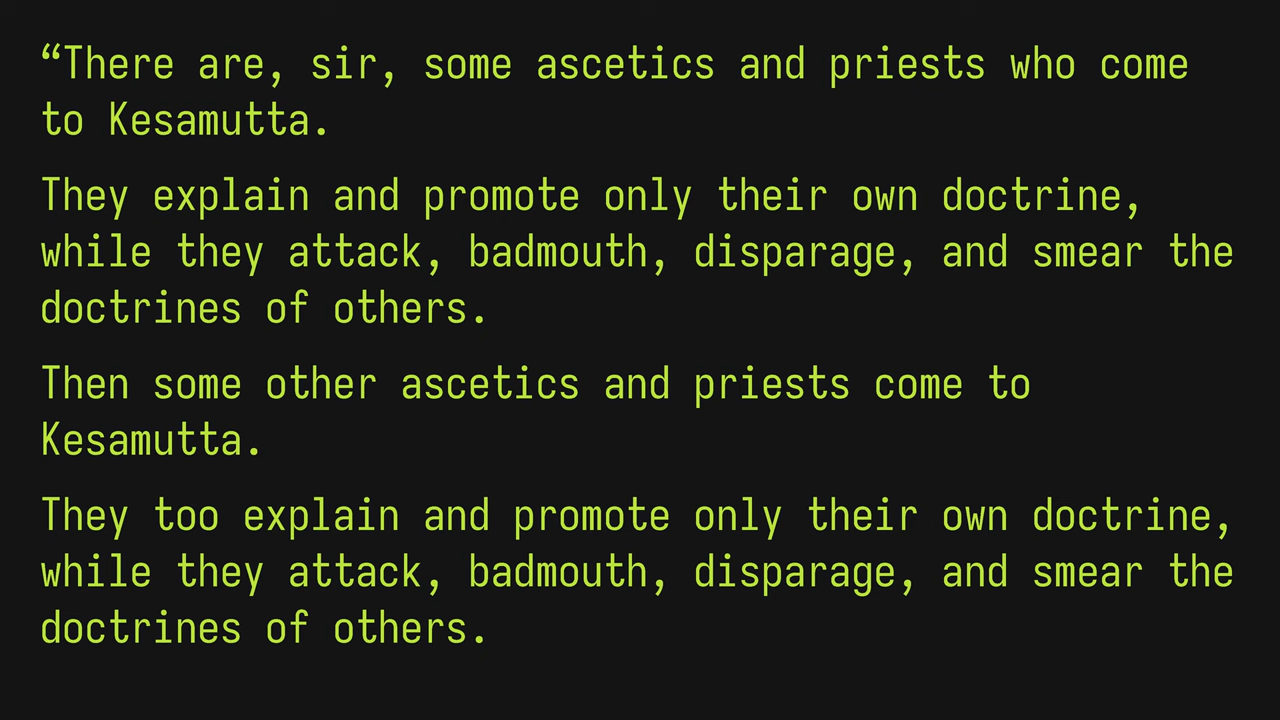 “There are, sir, some ascetics and priests who come
to Kesamutta.
They explain and promote only their own doctrine,
while they attack, badmouth, disparage, and smear the
doctrines of others.
Then some other ascetics and priests come to
Kesamutta.
They too explain and promote only their own doctrine,
while they attack, badmouth, disparage, and smear the
doctrines of others.